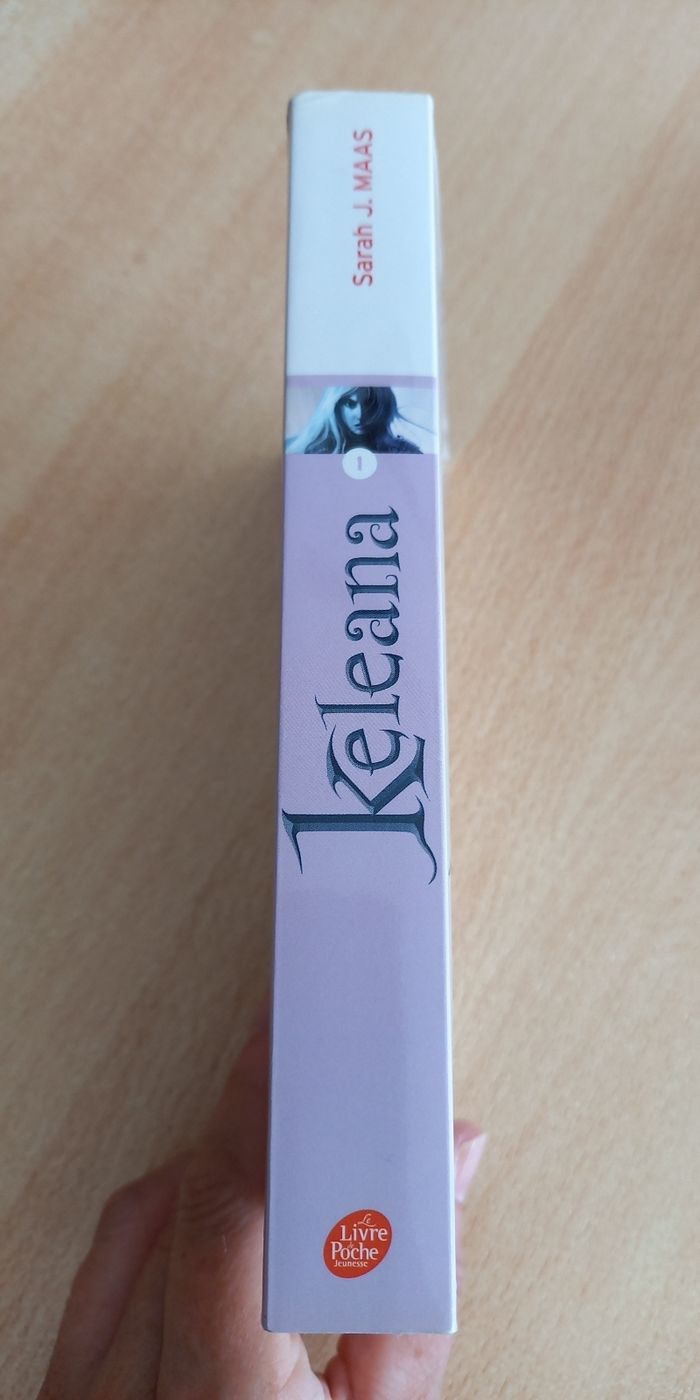 Sarah J. MAAS
1
Keleana
Le
Livre
de
Poche
Jeunesse